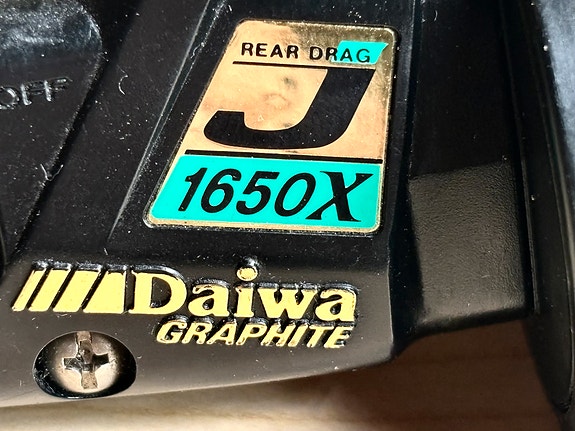 OFF
REAR DRAG
J
1650X
Daiwa
GRAPHITE